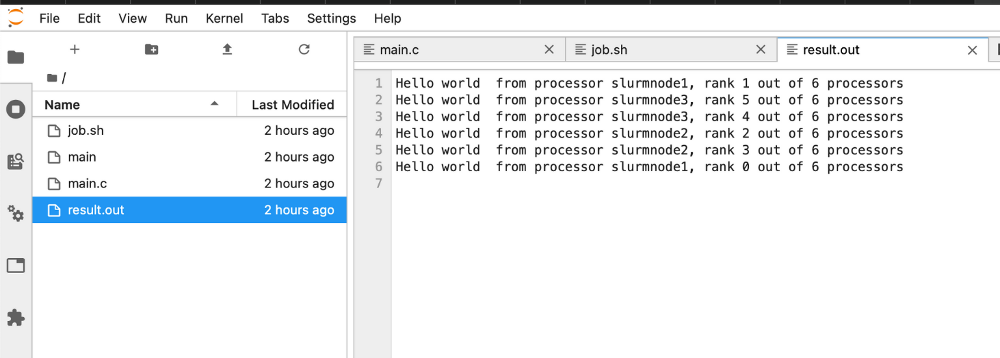 File Edit View Run Kernel Tabs Settings Help
main.c job.sh result.out
/
Name Last Modified
job.sh 2 hours ago
main 2 hours ago
main.c 2 hours ago
result.out 2 hours ago
1 Hello world  from processor slurmnode1, rank 1 out of 6 processors
2 Hello world  from processor slurmnode3, rank 5 out of 6 processors
3 Hello world  from processor slurmnode3, rank 4 out of 6 processors
4 Hello world  from processor slurmnode2, rank 2 out of 6 processors
5 Hello world  from processor slurmnode2, rank 3 out of 6 processors
6 Hello world  from processor slurmnode1, rank 0 out of 6 processors
7